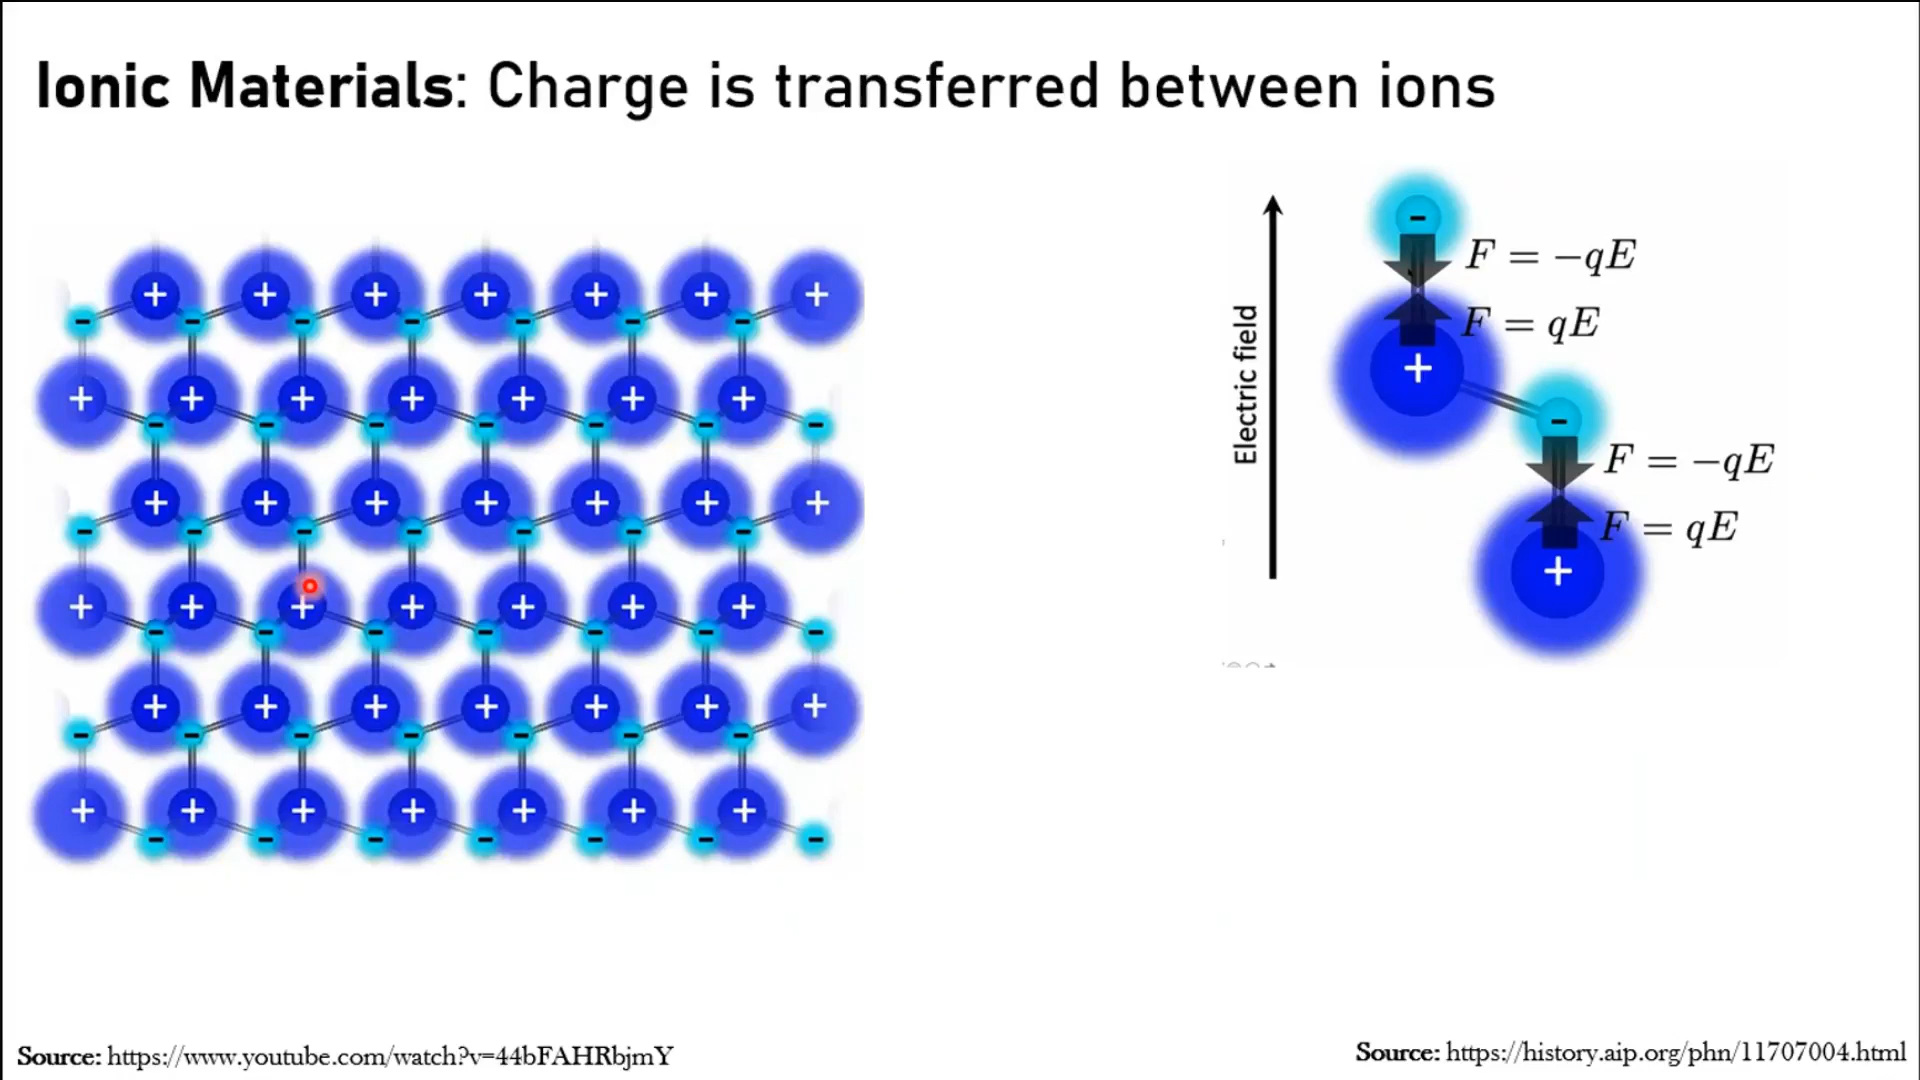 Ionic Materials: Charge is transferred between ions
+ + + + + + +
- - - - - - -
+ + + + + + +
- - - - - - -
+ + + + + + +
- - - - - - -
+ + + + + + +
- - - - - - -
+ + + + + + +
- - - - - - -
+ + + + + + +
- - - - - - -
Electric field
-
F = −qE
F = qE
+
-
F = −qE
F = qE
+
Source: https://www.youtube.com/watch?v=44bFAHRbjmY
Source: https://history.aip.org/phn/11707004.html